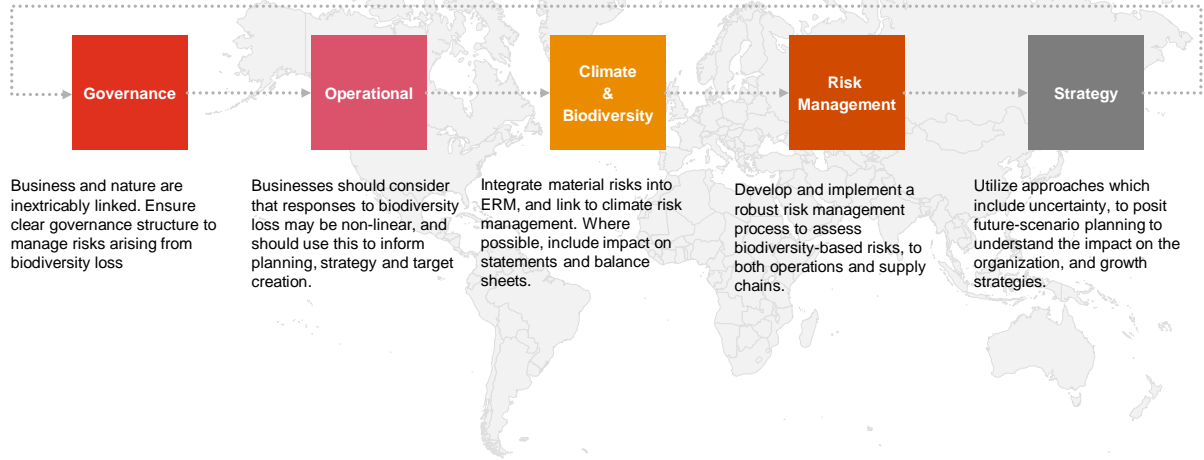 Governance
Operational
Climate
&
Biodiversity
Risk
Management
Strategy
Business and nature are
inextricably linked. Ensure
clear governance structure to
manage risks arising from
biodiversity loss
Businesses should consider
that responses to biodiversity
loss may be non-linear, and
should use this to inform
planning, strategy and target
creation.
Integrate material risks into
ERM, and link to climate risk
management. Where
possible, include impact on
statements and balance
sheets.
Develop and implement a
robust risk management
process to assess
biodiversity-based risks, to
both operations and supply
chains.
Utilize approaches which
include uncertainty, to posit
future-scenario planning to
understand the impact on the
organization, and growth
strategies.